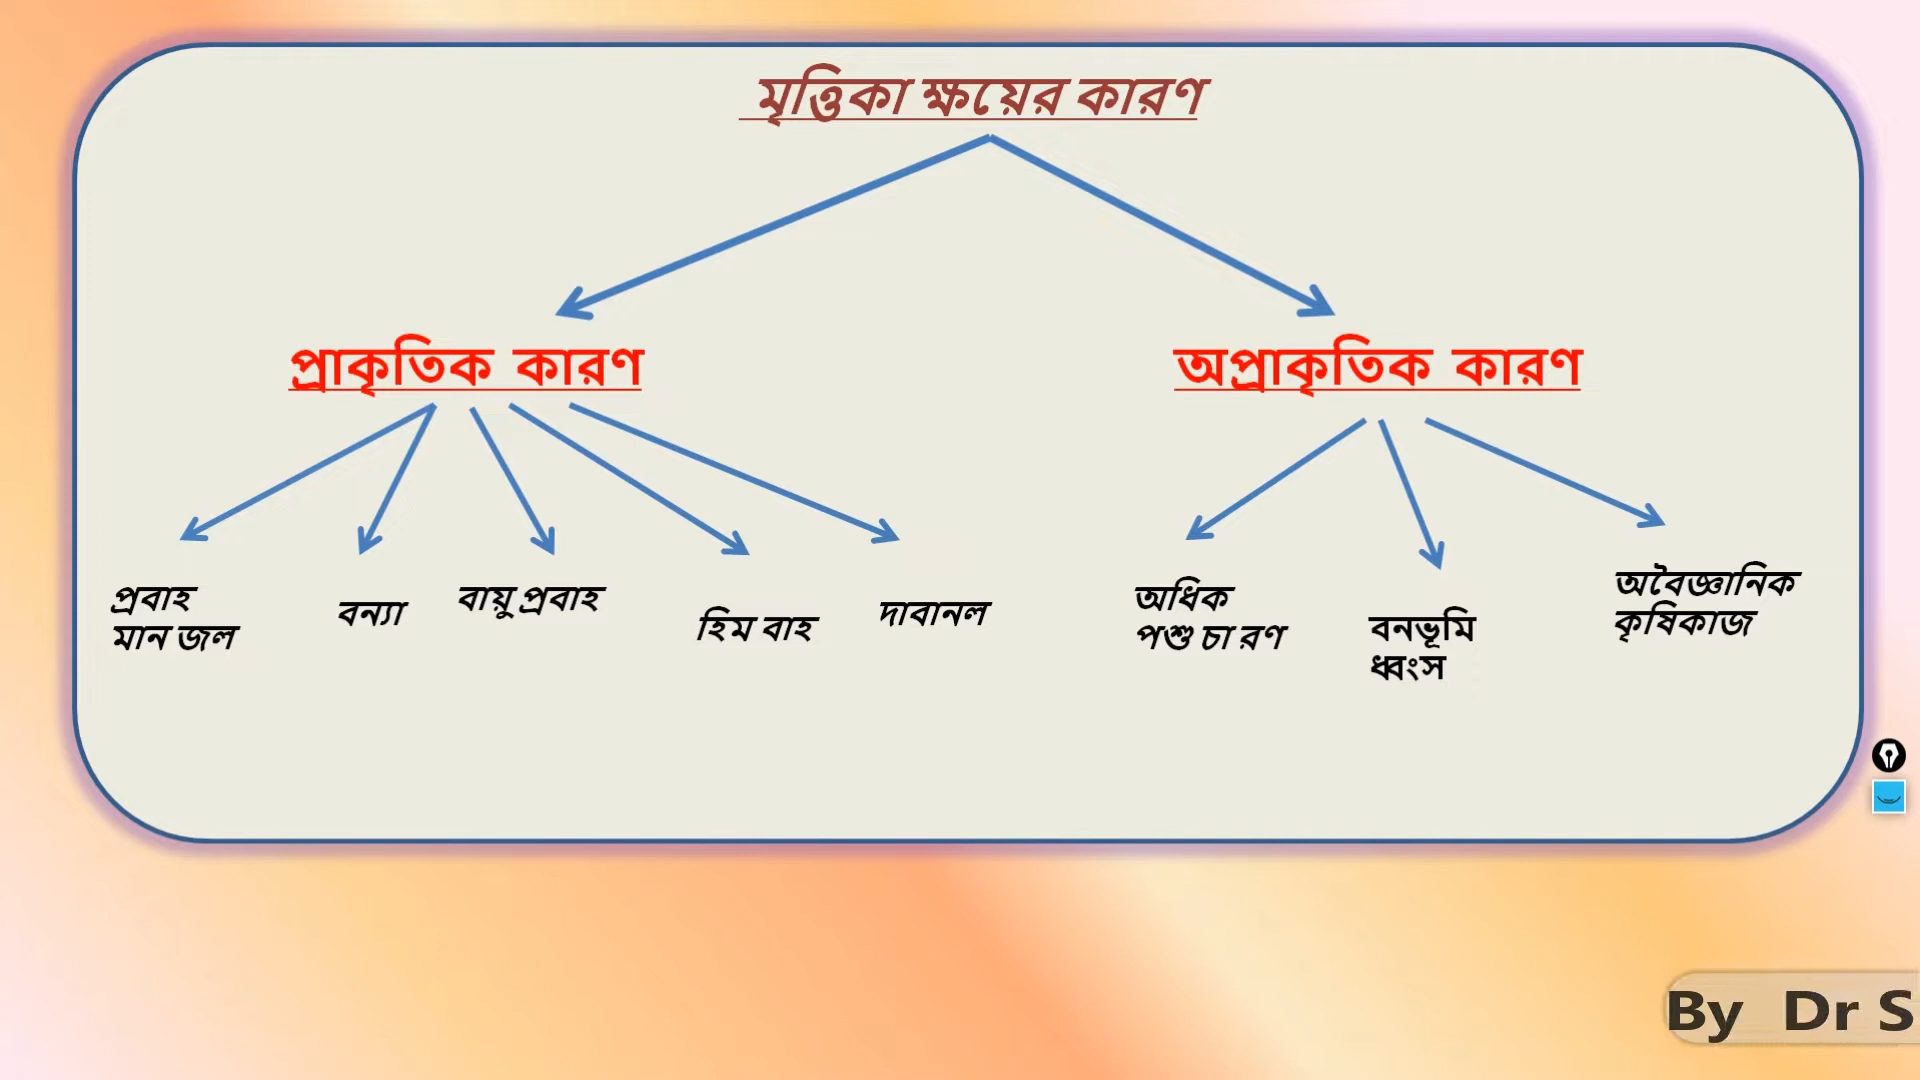 মৃত্তিকা ক্ষয়ের কারণ
প্রাকৃতিক কারণ
অপ্রাকৃতিক কারণ
প্রবাহ
মান জল
বন্যা
বায়ু প্রবাহ
হিম বাহ
দাবানল
অধিক
পশু চা রণ
বনভূমি
ধ্বংস
অবৈজ্ঞানিক
কৃষিকাজ
By Dr S